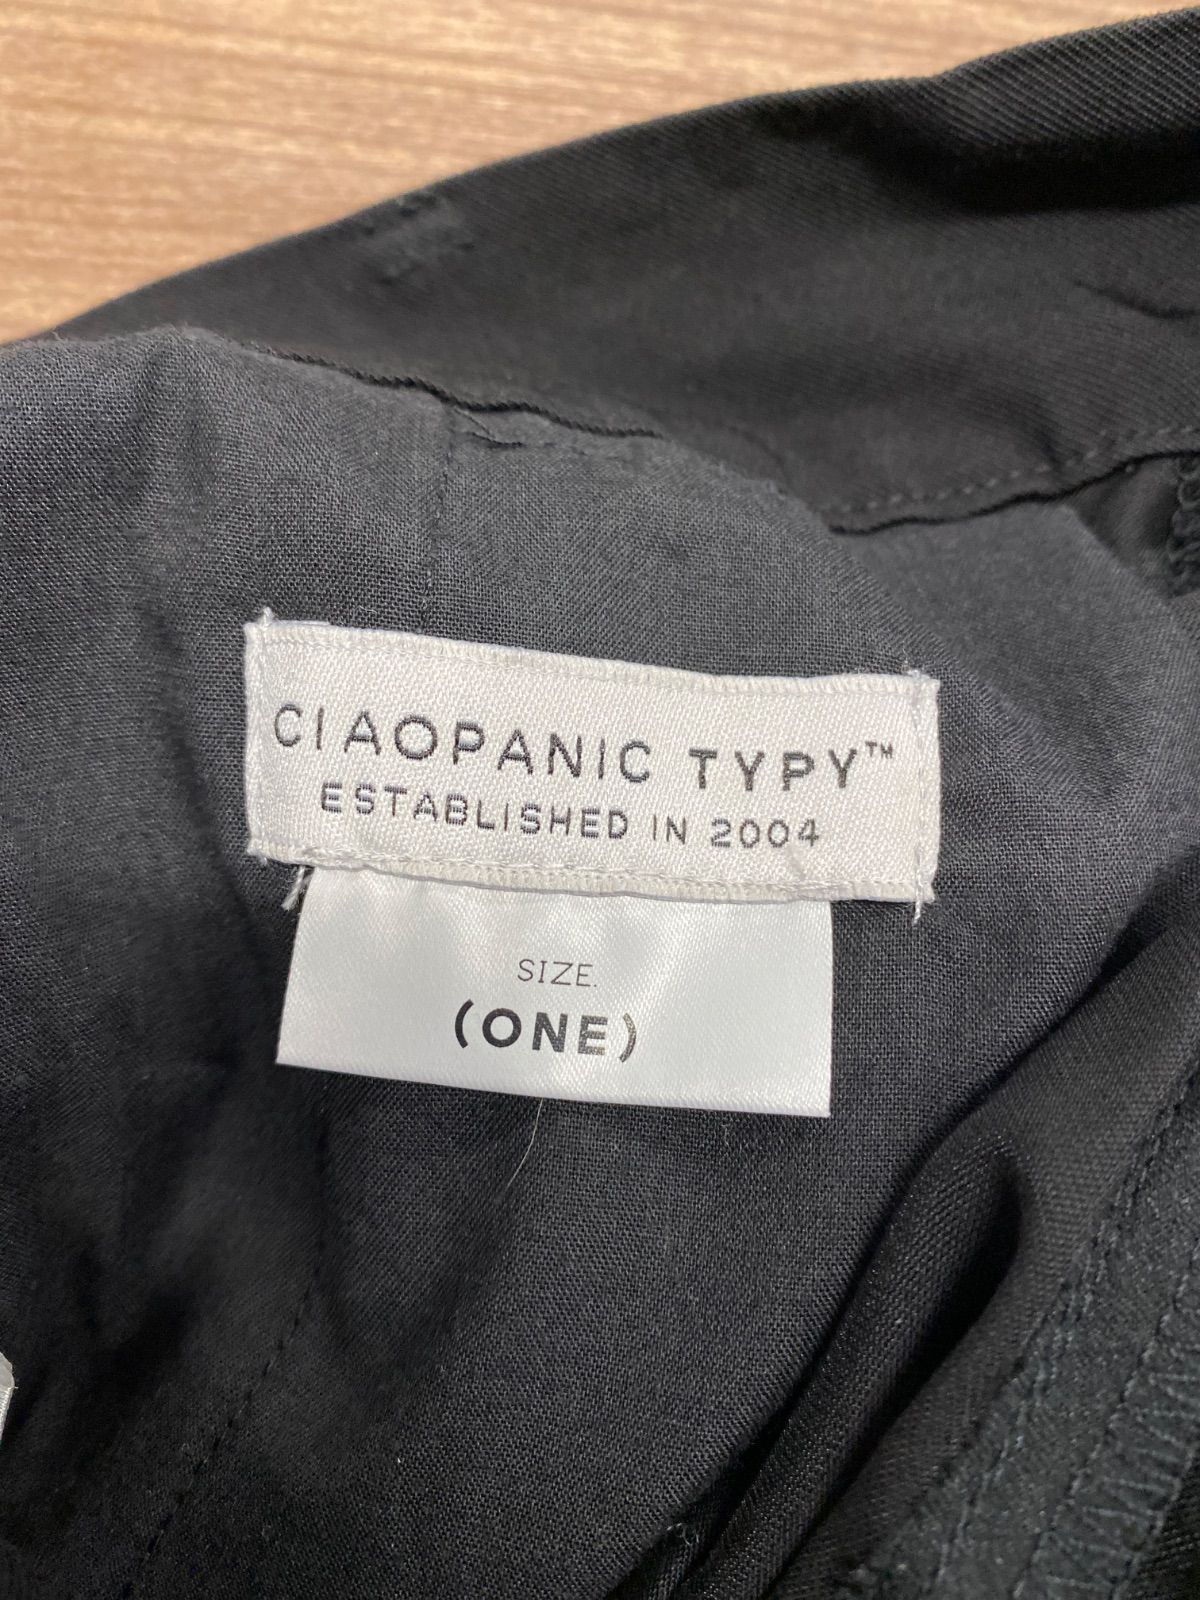 CIAOPANIC TYPY™
ESTABLISHED IN 2004
SIZE.
(ONE)